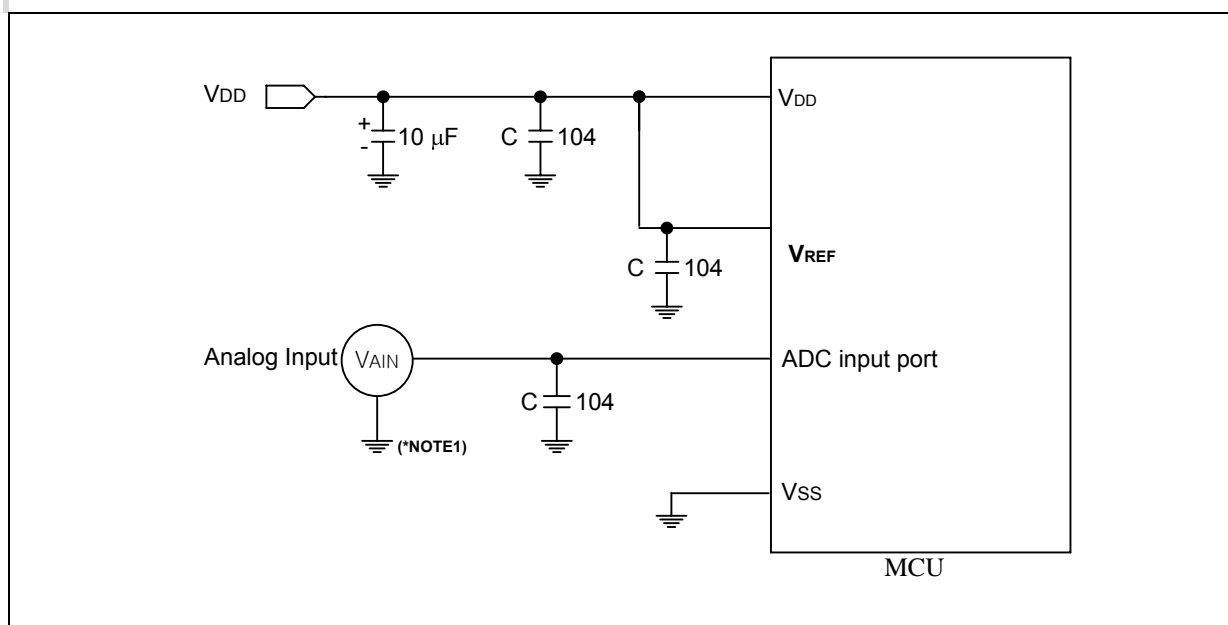 VDD
+
-
10 μF
C 104
VDD
C 104
VREF
Analog Input
VAIN
(*NOTE1)
C 104
ADC input port
VSS
MCU